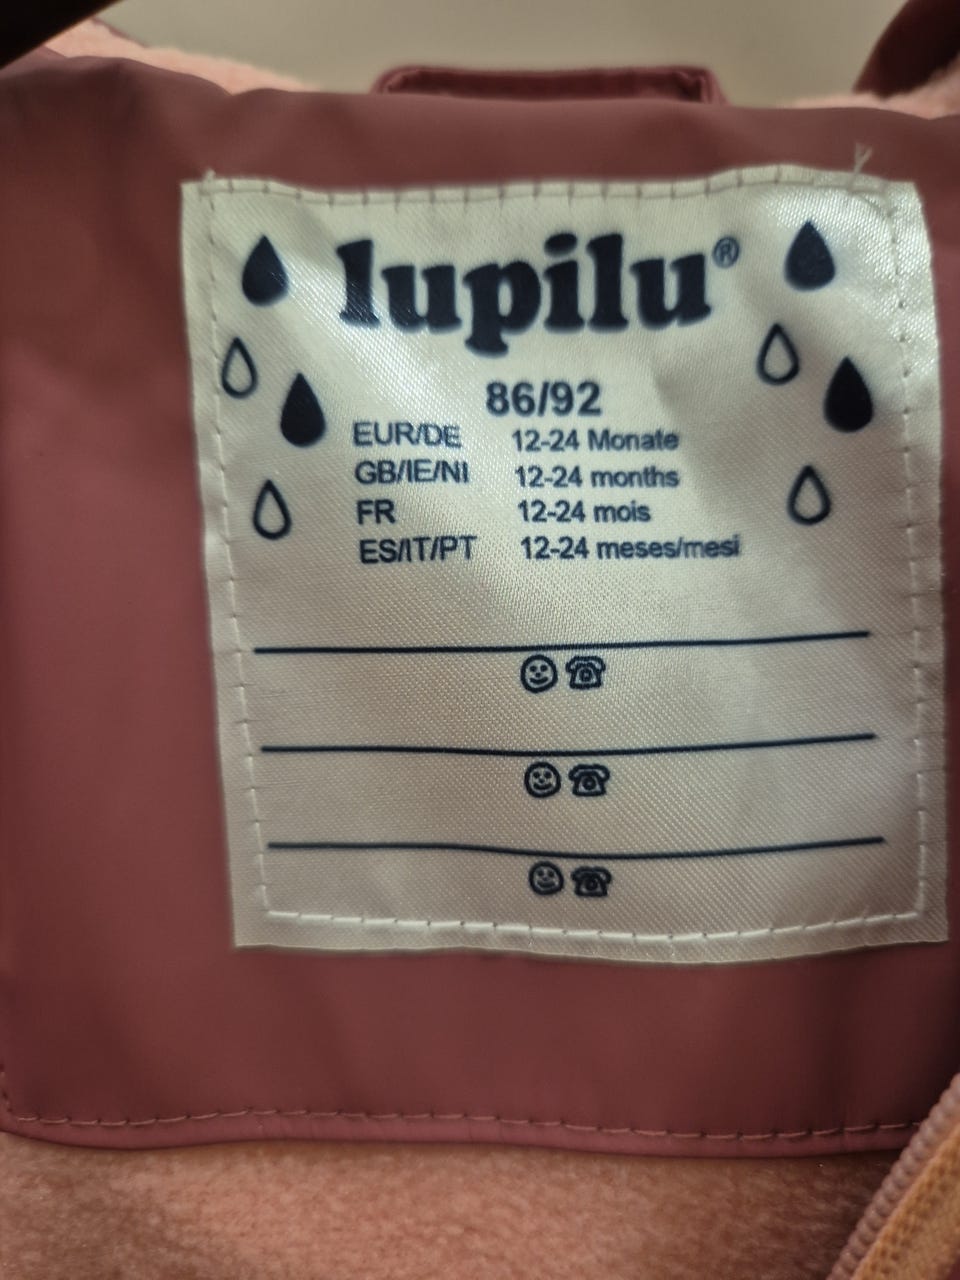 lupilu®
86/92
EUR/DE 12-24 Monate
GB/IE/NI 12-24 months
FR 12-24 mois
ES/IT/PT 12-24 meses/mesi